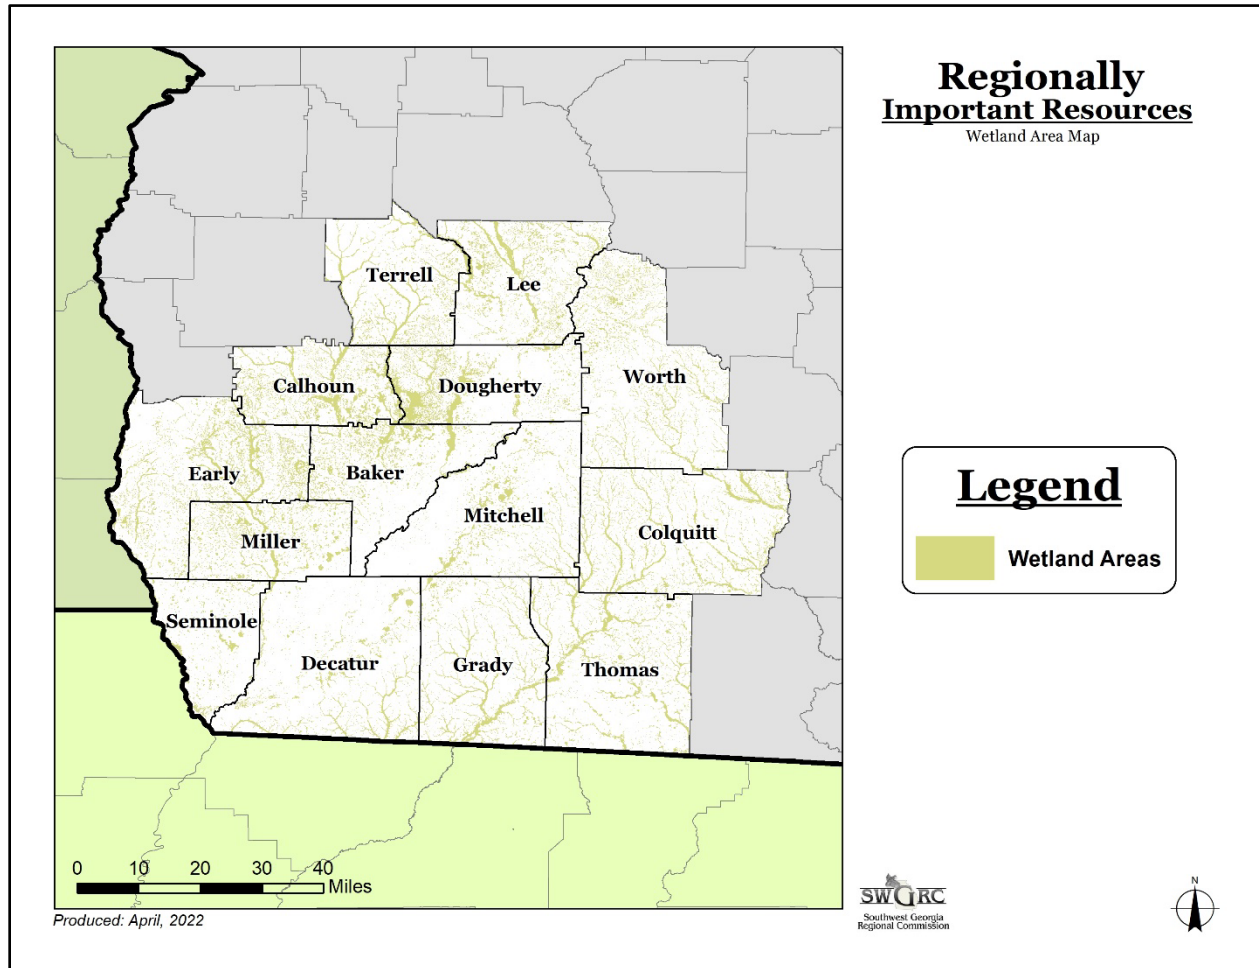 Regionally
Important Resources
Wetland Area Map
Terrell
Lee
Calhoun
Dougherty
Worth
Early
Baker
Mitchell
Colquitt
Miller
Seminole
Decatur
Grady
Thomas
Legend
Wetland Areas
0 10 20 30 40
Miles
Produced: April, 2022
SWGRC
Southwest Georgia
Regional Commission
N